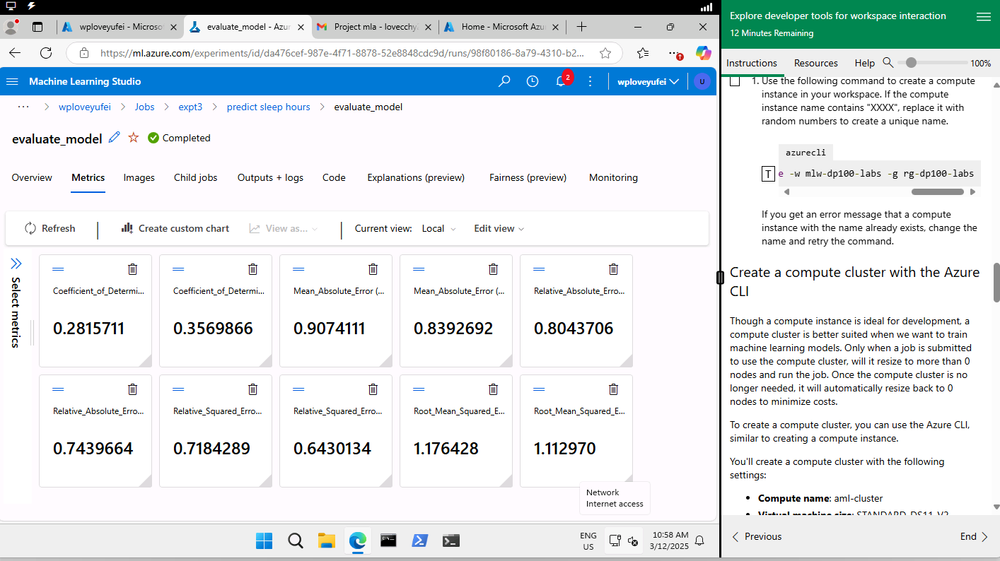 wployeyufei - Microsof
evaluate_model - Azur
Project mla - lovecchy
Home - Microsoft Azu
https://ml.azure.com/experiments/id/da476cef-987e-4f71-8878-52e8848cdc9d/runs/98f80186-8a79-4310-b2...
Machine Learning Studio
2
wployeyufei
U
wployeyufei
Jobs
expt3
predict sleep hours
evaluate_model
evaluate_model
Completed
Overview
Metrics
Images
Child jobs
Outputs + logs
Code
Explanations (preview)
Fairness (preview)
Monitoring
Refresh
Create custom chart
View as...
Current view:
Local
Edit view
Select metrics
Coefficient_of_Determi...
0.2815711
Coefficient_of_Determi...
0.3569866
Mean_Absolute_Error (...
0.9074111
Mean_Absolute_Error (...
0.8392692
Relative_Absolute_Erro...
0.8043706
Relative_Absolute_Erro...
0.7439664
Relative_Squared_Erro...
0.7184289
Relative_Squared_Erro...
0.6430134
Root_Mean_Squared_E...
1.176428
Root_Mean_Squared_E...
1.112970
Network
Internet access
ENG
US
10:58 AM
3/12/2025
Explore developer tools for workspace interaction
12 Minutes Remaining
Instructions
Resources
Help
100%
1. Use the following command to create a compute
instance in your workspace. If the compute
instance name contains "XXXX", replace it with
random numbers to create a unique name.
azurecli
T
e -w mlw-dp100-labs -g rg-dp100-labs
If you get an error message that a compute
instance with the name already exists, change the
name and retry the command.
Create a compute cluster with the Azure
CLI
Though a compute instance is ideal for development, a
compute cluster is better suited when we want to train
machine learning models. Only when a job is submitted
to use the compute cluster, will it resize to more than 0
nodes and run the job. Once the compute cluster is no
longer needed, it will automatically resize back to 0
nodes to minimize costs.
To create a compute cluster, you can use the Azure CLI,
similar to creating a compute instance.
You'll create a compute cluster with the following
settings:
Compute name: aml-cluster
Virtual machine size: STANDARD_DS11_V2
Previous
End